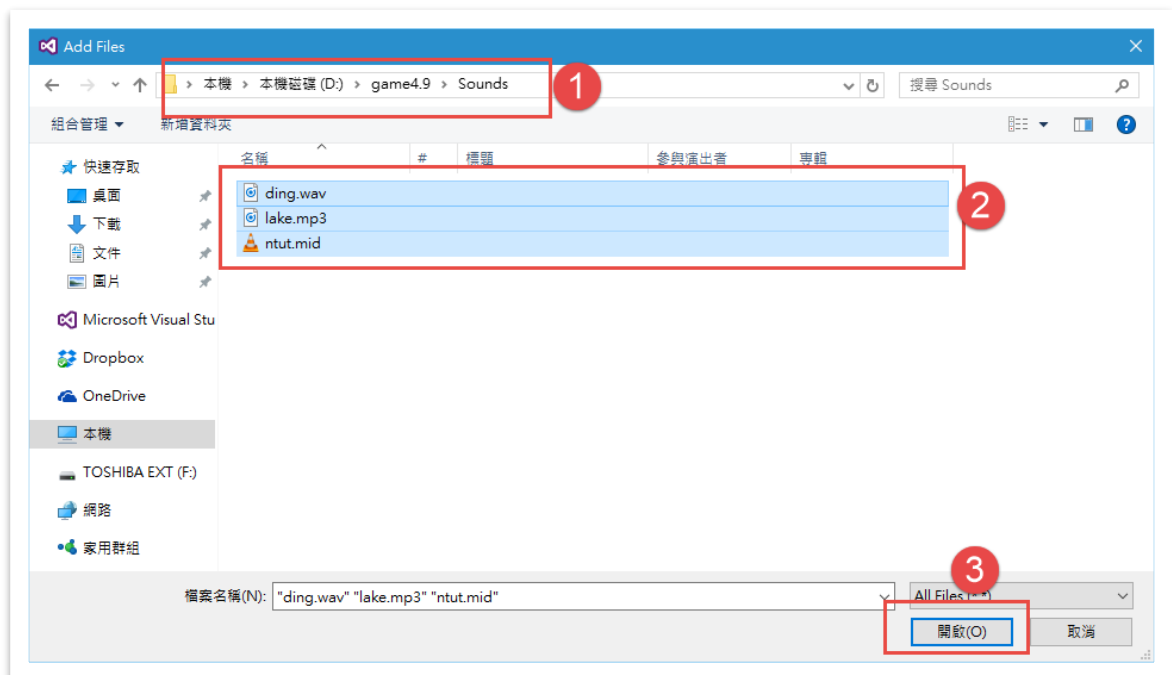 Add Files
本機 › 本機磁碟 (D:) › game4.9 › Sounds
1
搜尋 Sounds
組合管理
新增資料夾
名稱 # 標題 參與演出者 專輯
快速存取
桌面
下載
文件
圖片
Microsoft Visual Stu
Dropbox
OneDrive
本機
TOSHIBA EXT (F:)
網路
家用群組
ding.wav
lake.mp3
ntut.mid
2
3
檔案名稱(N): "ding.wav" "lake.mp3" "ntut.mid"
All Files (*.*)
開啟(O) 取消